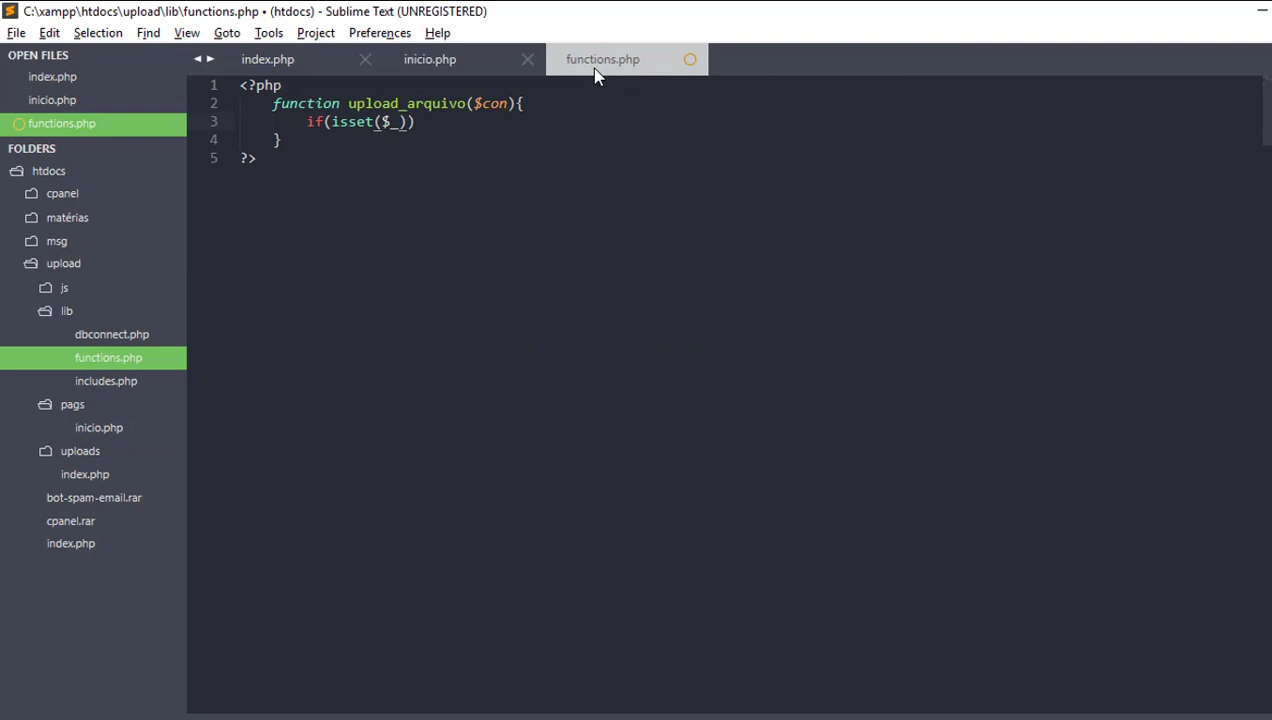 C:\xampp\htdocs\upload\lib\functions.php • (htdocs) - Sublime Text (UNREGISTERED)
File Edit Selection Find View Goto Tools Project Preferences Help
OPEN FILES
index.php
inicio.php
functions.php
FOLDERS
htdocs
cpanel
matérias
msg
upload
js
lib
dbconnect.php
functions.php
includes.php
pags
inicio.php
uploads
index.php
bot-spam-email.rar
cpanel.rar
index.php
index.php inicio.php functions.php
1 <?php
2 function upload_arquivo($con){
3 if(isset($_))
4 }
5 ?>